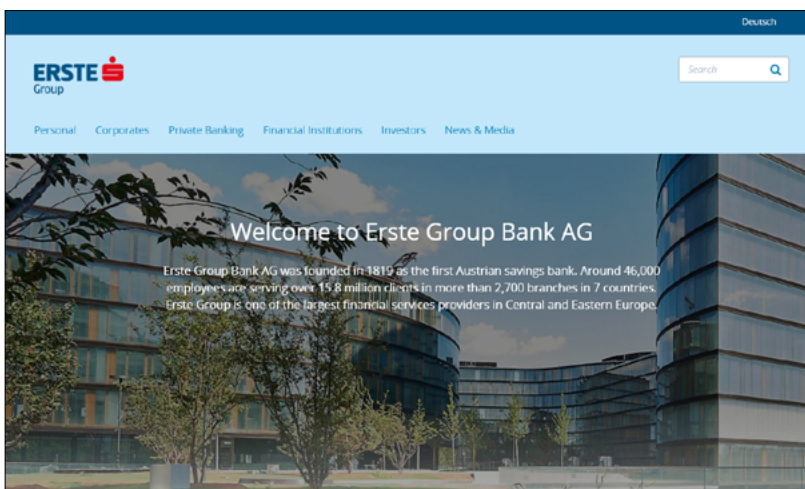 Deutsch
ERSTE
Group
Search
Personal Corporates Private Banking Financial Institutions Investors News & Media
Welcome to Erste Group Bank AG
Erste Group Bank AG was founded in 1819 as the first Austrian savings bank. Around 46,000
employees are serving over 15.8 million clients in more than 2,700 branches in 7 countries.
Erste Group is one of the largest financial services providers in Central and Eastern Europe.